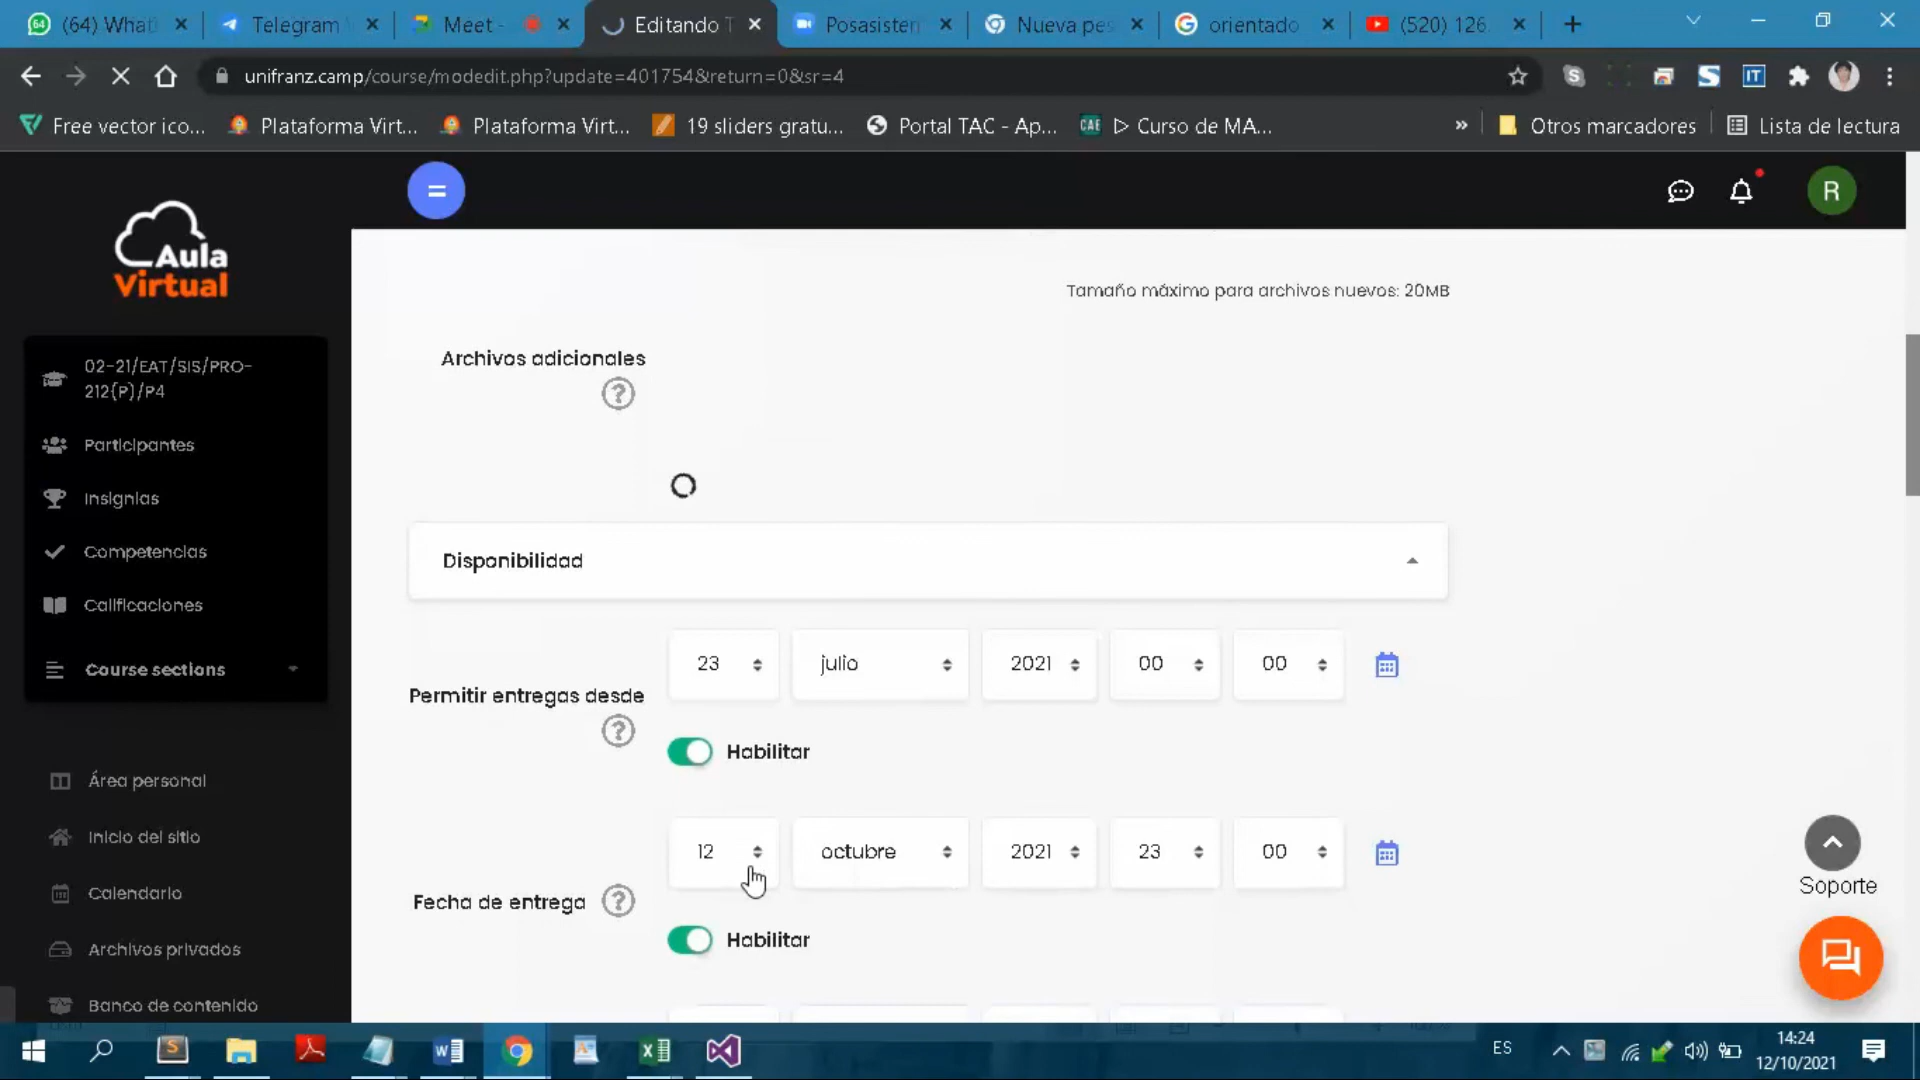 (64) What
Telegram
Meet -
Editando T
Posasisten
Nueva pes
orientado
(520) 126
unifranz.camp/course/modedit.php?update=401754&return=0&sr=4
Free vector ico...
Plataforma Virt...
Plataforma Virt...
19 sliders gratu...
Portal TAC - Ap...
CAE
▷ Curso de MA...
»
Otros marcadores
Lista de lectura
Aula
Virtual
R
02-21/EAT/SIS/PRO-
212(P)/P4
Participantes
Insignias
Competencias
Calificaciones
Course sections
Área personal
Inicio del sitio
Calendario
Archivos privados
Banco de contenido
Tamaño máximo para archivos nuevos: 20MB
Archivos adicionales
Disponibilidad
Permitir entregas desde
23 julio 2021 00 00
Habilitar
Fecha de entrega
12 octubre 2021 23 00
Habilitar
Soporte
ES
14:24
12/10/2021